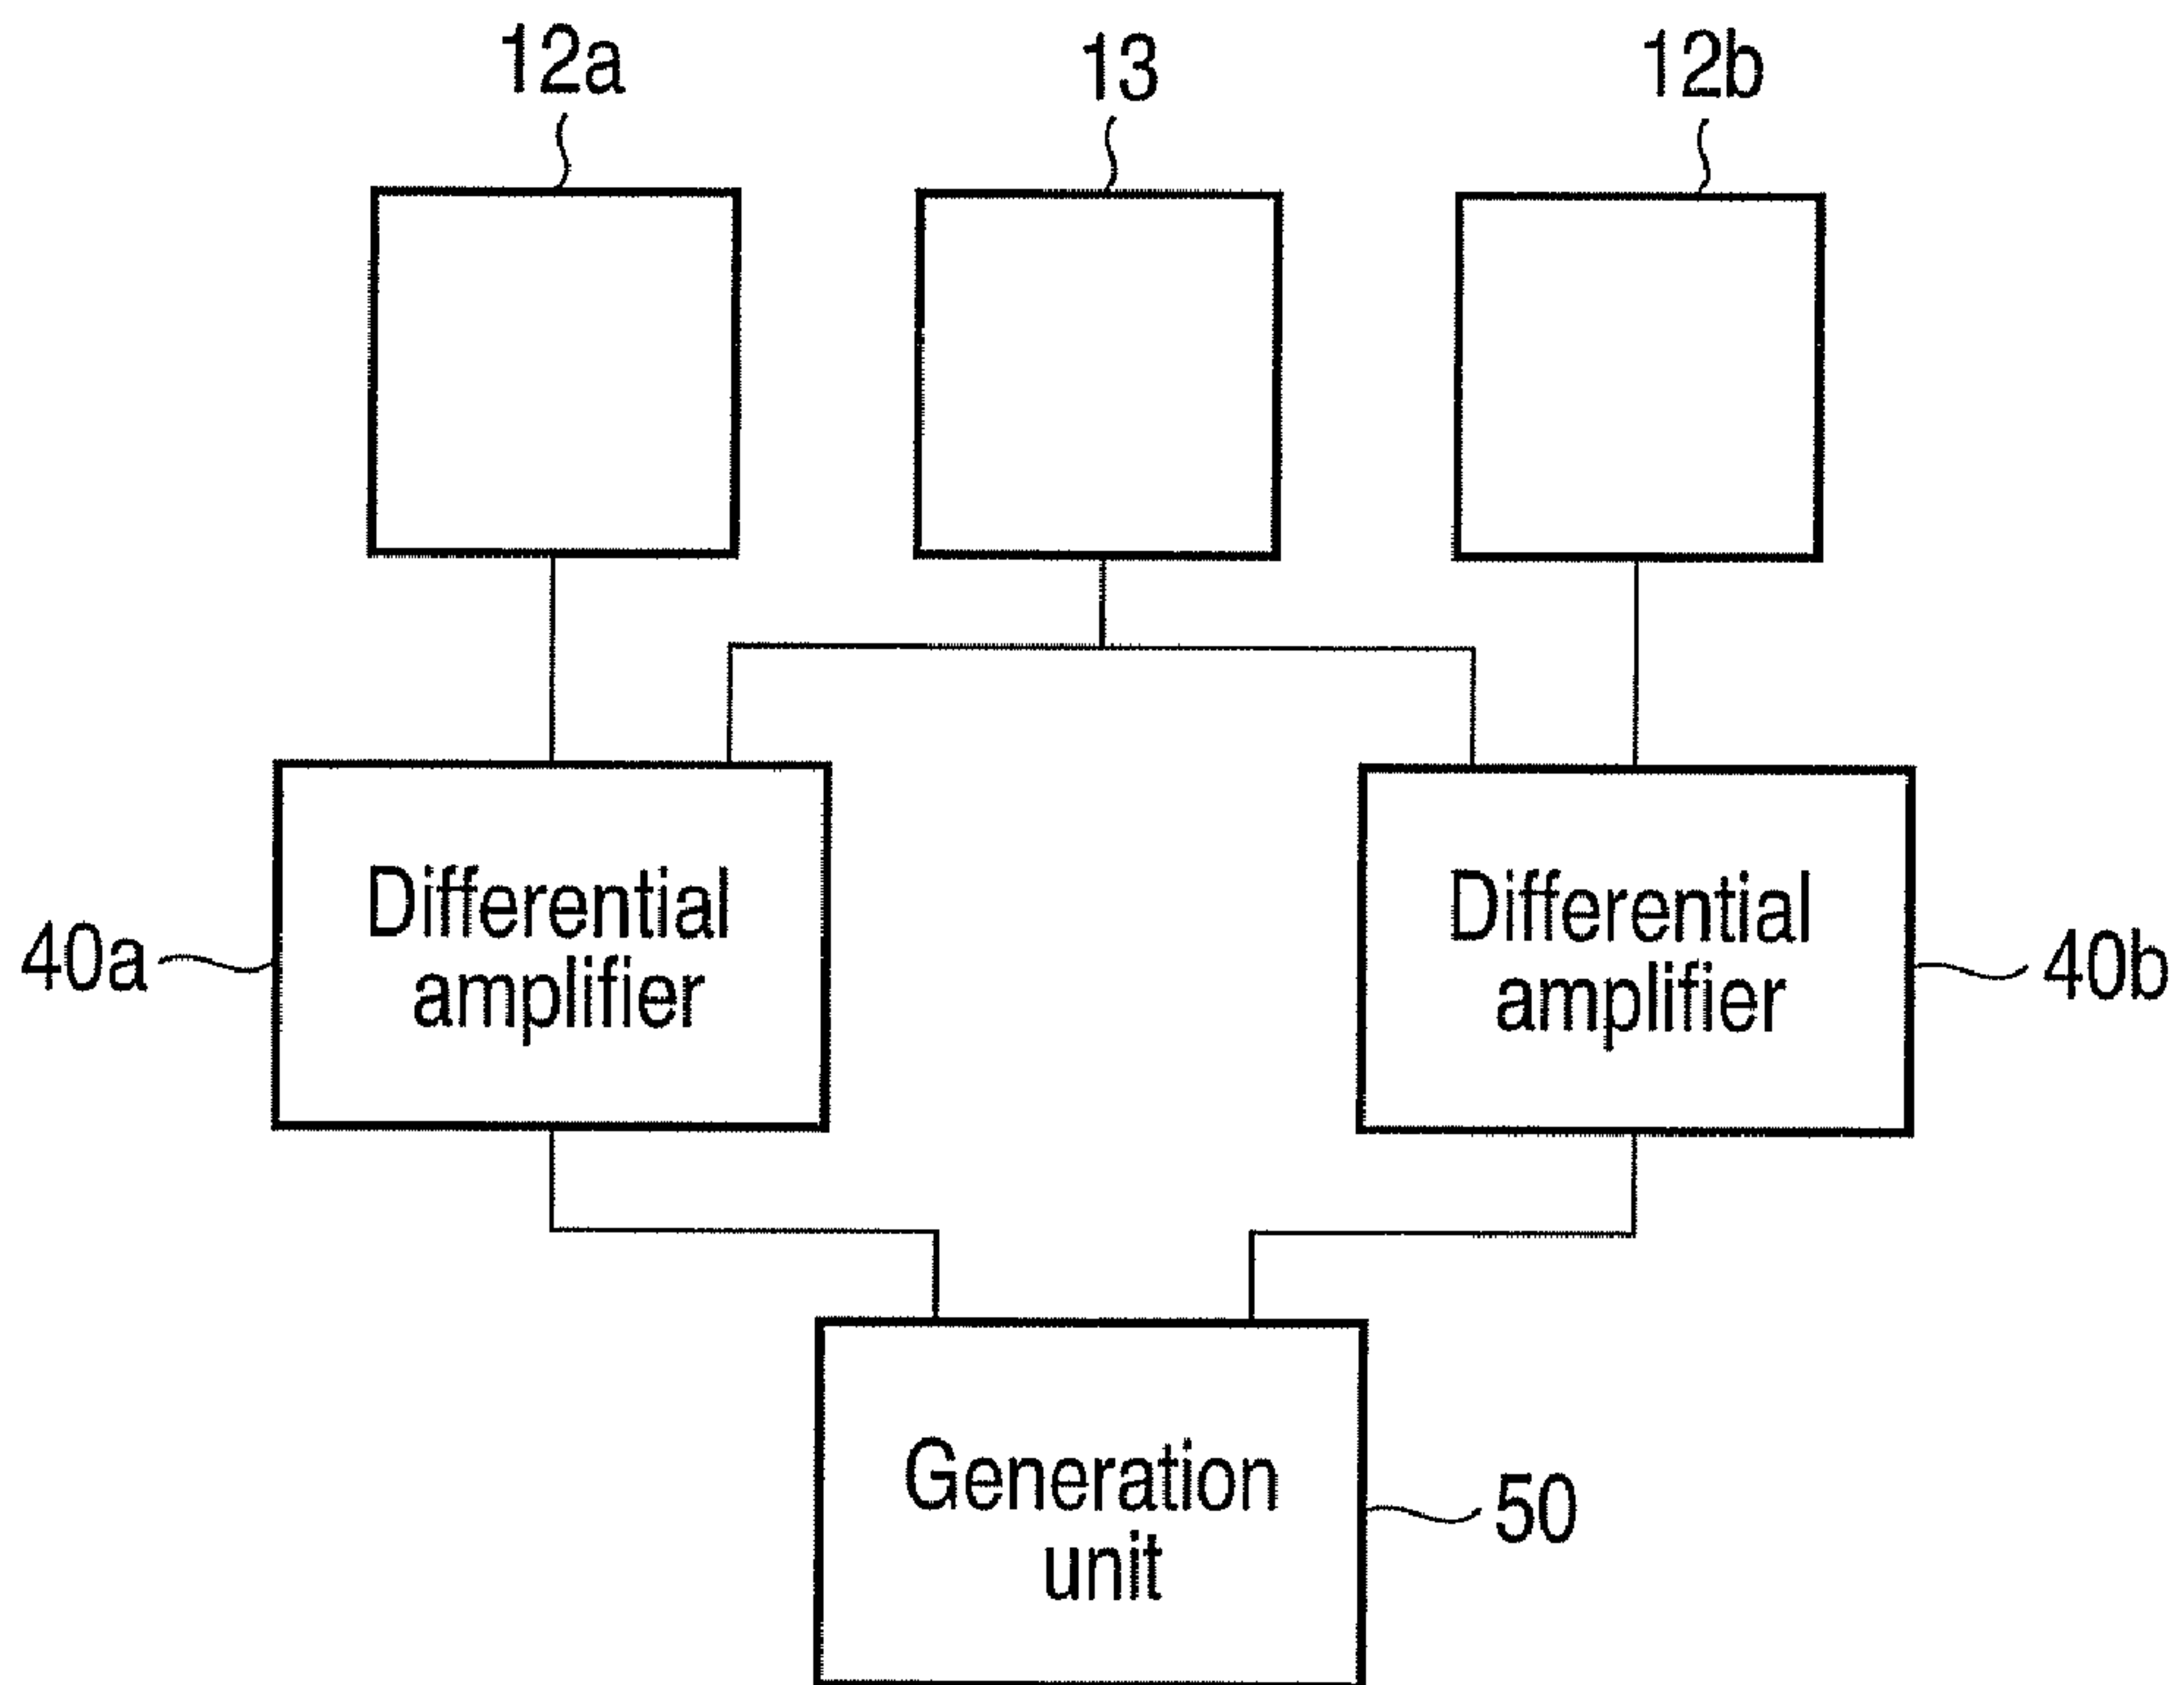 12a
13
12b
Differential
amplifier
Differential
amplifier
40a
40b
Generation
unit
50